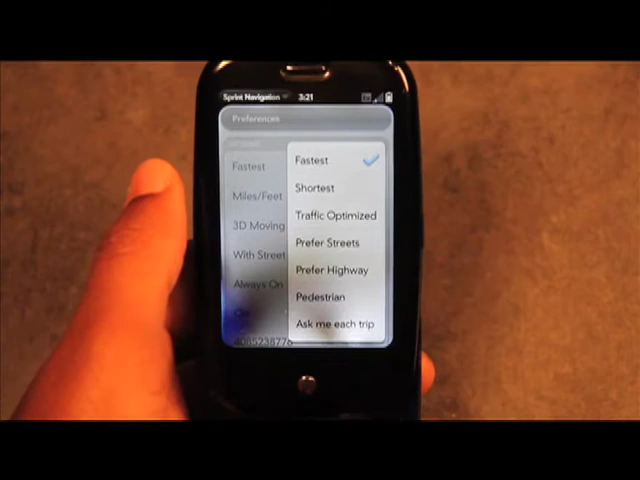 Sprint Navigation 3:21
Preferences
Fastest
Miles/Feet
3D Moving
With Street
Always On
On
Fastest
Shortest
Traffic Optimized
Prefer Streets
Prefer Highway
Pedestrian
Ask me each trip